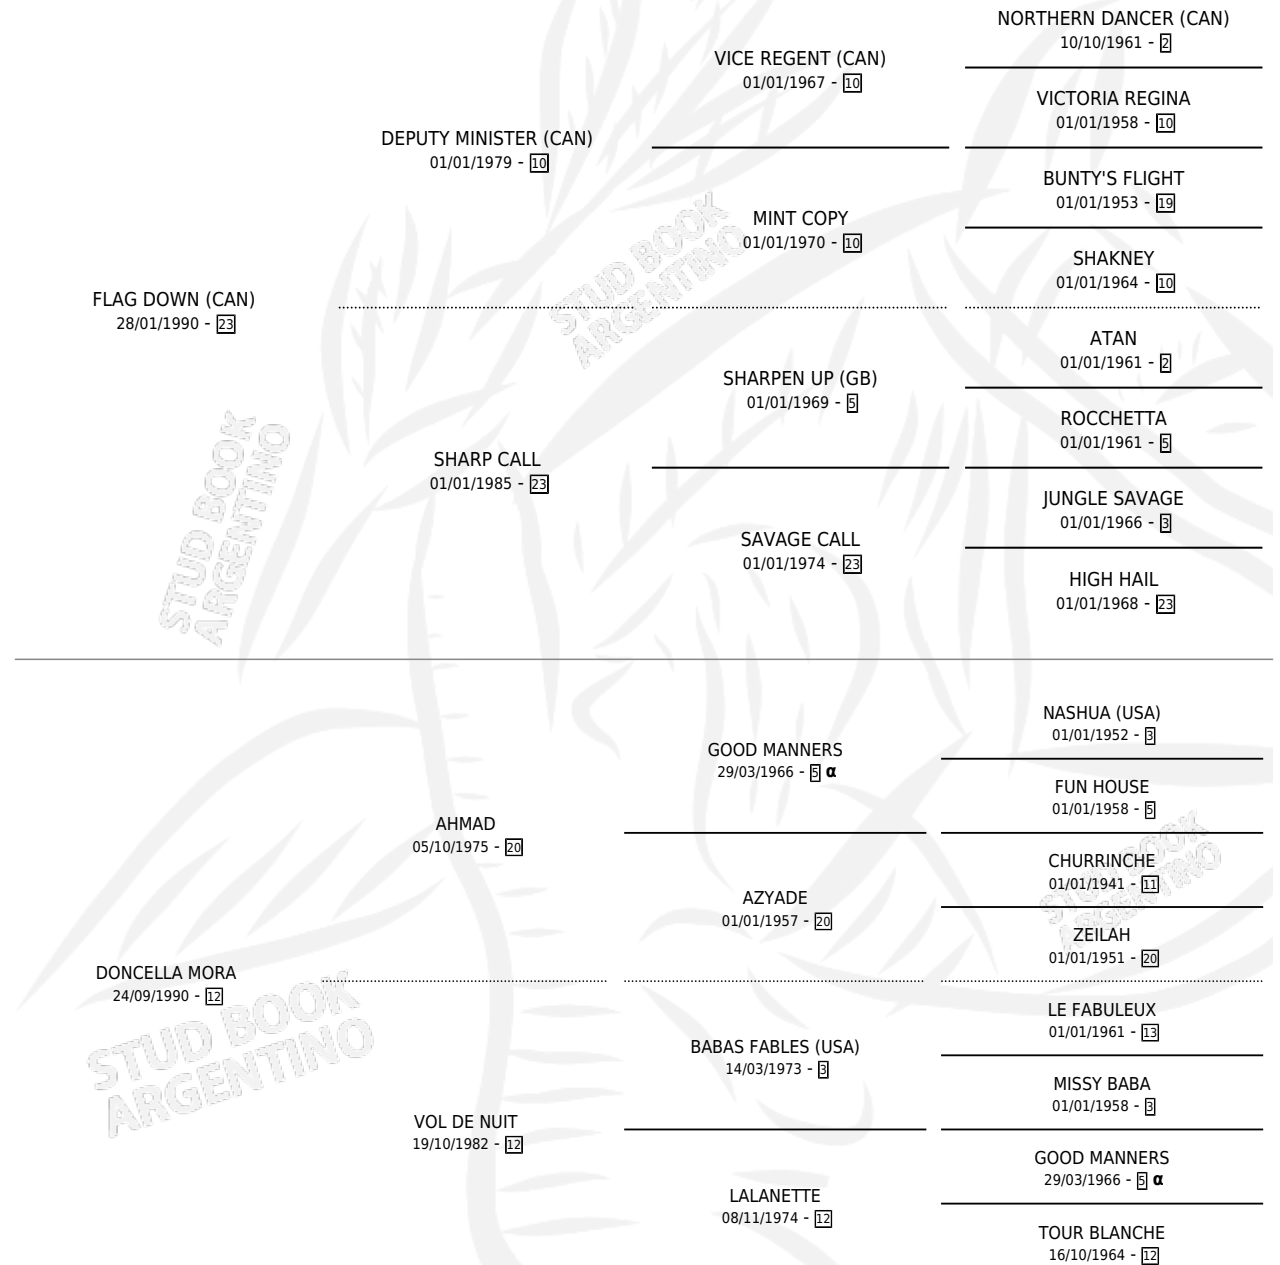 NORTHERN DANCER (CAN)
10/10/1961 - 2
VICE REGENT (CAN)
01/01/1967 - 10
VICTORIA REGINA
01/01/1958 - 10
DEPUTY MINISTER (CAN)
01/01/1979 - 10
BUNTY'S FLIGHT
01/01/1953 - 19
MINT COPY
01/01/1970 - 10
SHAKNEY
01/01/1964 - 10
FLAG DOWN (CAN)
28/01/1990 - 23
ATAN
01/01/1961 - 2
SHARPEN UP (GB)
01/01/1969 - 5
ROCCHETTA
01/01/1961 - 5
SHARP CALL
01/01/1985 - 23
JUNGLE SAVAGE
01/01/1966 - 3
SAVAGE CALL
01/01/1974 - 23
HIGH HAIL
01/01/1968 - 23
NASHUA (USA)
01/01/1952 - 3
GOOD MANNERS
29/03/1966 - 5 α
FUN HOUSE
01/01/1958 - 5
AHMAD
05/10/1975 - 20
CHURRINCHE
01/01/1941 - 11
AZYADE
01/01/1957 - 20
ZEILAH
01/01/1951 - 20
DONCELLA MORA
24/09/1990 - 12
LE FABULEUX
01/01/1961 - 13
BABAS FABLES (USA)
14/03/1973 - 3
MISSY BABA
01/01/1958 - 3
VOL DE NUIT
19/10/1982 - 12
GOOD MANNERS
29/03/1966 - 5 α
LALANETTE
08/11/1974 - 12
TOUR BLANCHE
16/10/1964 - 12
STUD BOOK
ARGENTINO
STUD BOOK
ARGENTINO
STUD BOOK
ARGENTINO
STUD BOOK
ARGENTINO